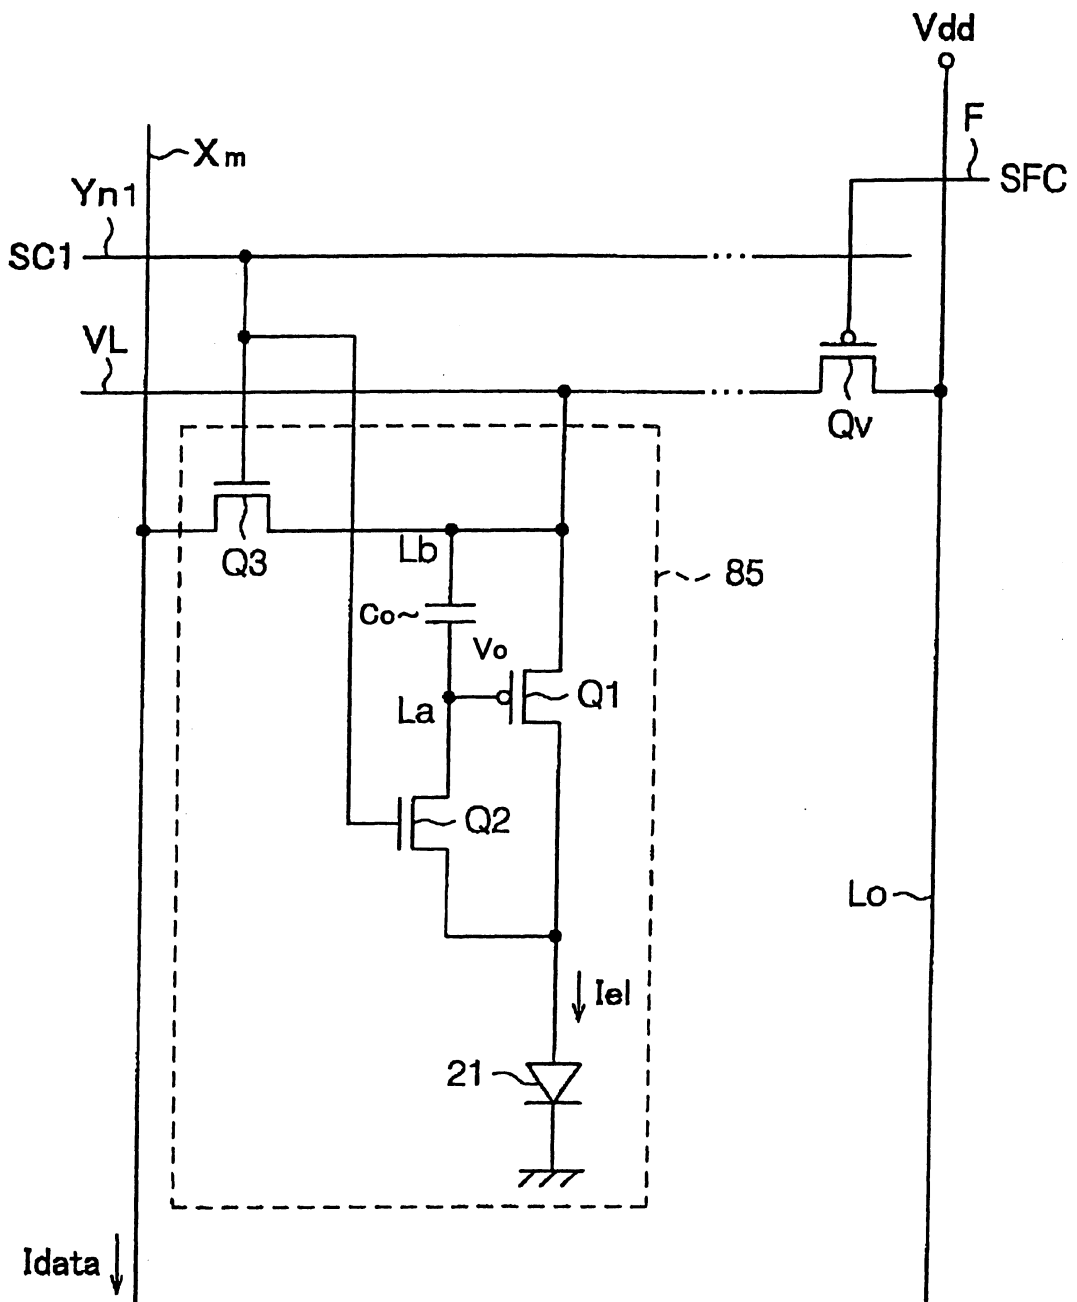 Vdd
F
Xm
SFC
Yn1
SC1
VL
Qv
Q3
Lb
85
Co
Vo
Q1
La
Q2
Lo
Iel
21
Idata